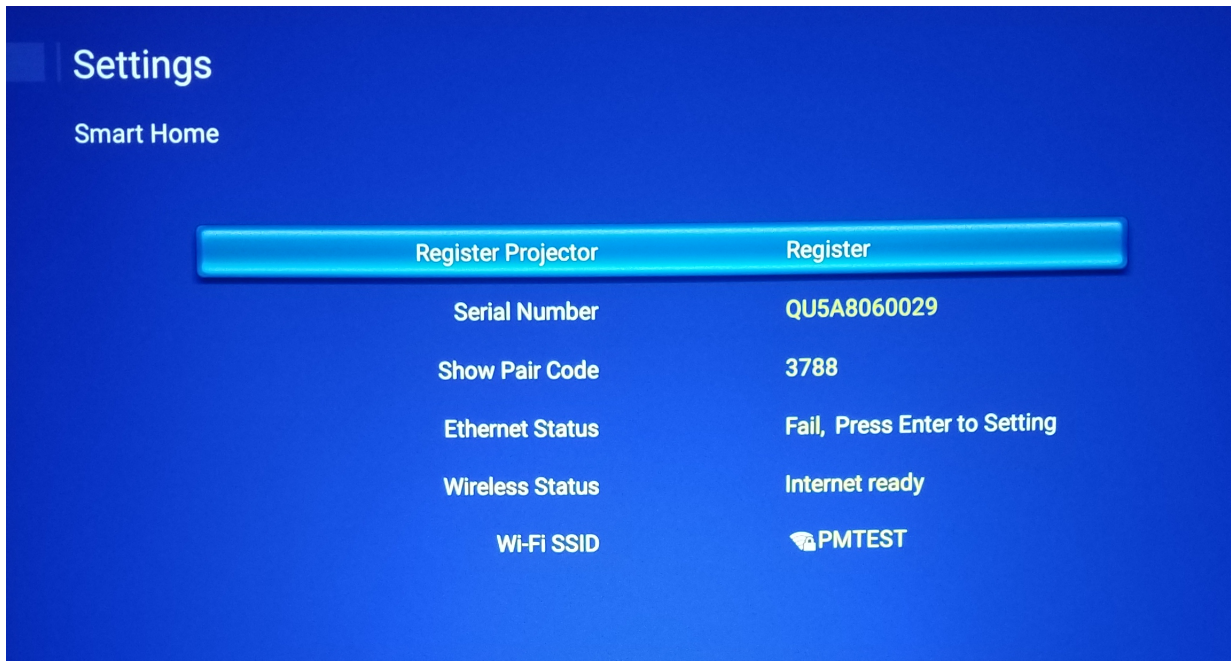 Settings
Smart Home
Register Projector Register
Serial Number QU5A8060029
Show Pair Code 3788
Ethernet Status Fail, Press Enter to Setting
Wireless Status Internet ready
Wi-Fi SSID PMTEST